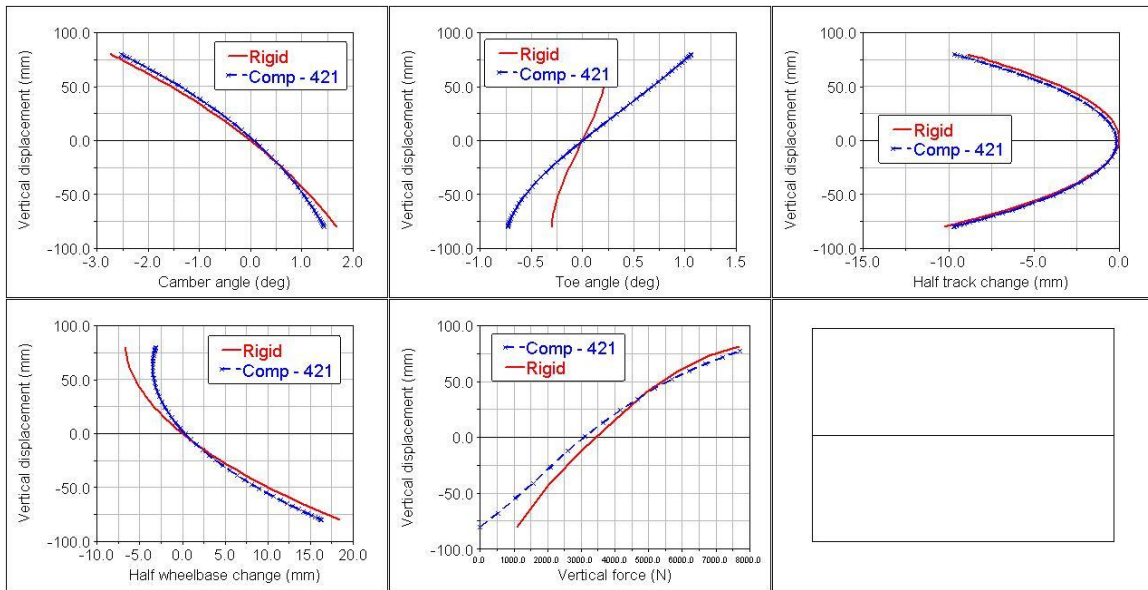 100.0
50.0
0.0
-50.0
-100.0
-3.0 -2.0 -1.0 0.0 1.0 2.0
Vertical displacement (mm)
Camber angle (deg)
Rigid
Comp - 421
100.0
50.0
0.0
-50.0
-100.0
-1.0 -0.5 0.0 0.5 1.0 1.5
Vertical displacement (mm)
Toe angle (deg)
Rigid
Comp - 421
100.0
50.0
0.0
-50.0
-100.0
-15.0 -10.0 -5.0 0.0
Vertical displacement (mm)
Half track change (mm)
Rigid
Comp - 421
100.0
50.0
0.0
-50.0
-100.0
-10.0 -5.0 0.0 5.0 10.0 15.0 20.0
Vertical displacement (mm)
Half wheelbase change (mm)
Rigid
Comp - 421
100.0
50.0
0.0
-50.0
-100.0
0.0 1000.0 2000.0 3000.0 4000.0 5000.0 6000.0 7000.0 8000.0
Vertical displacement (mm)
Vertical force (N)
Comp - 421
Rigid